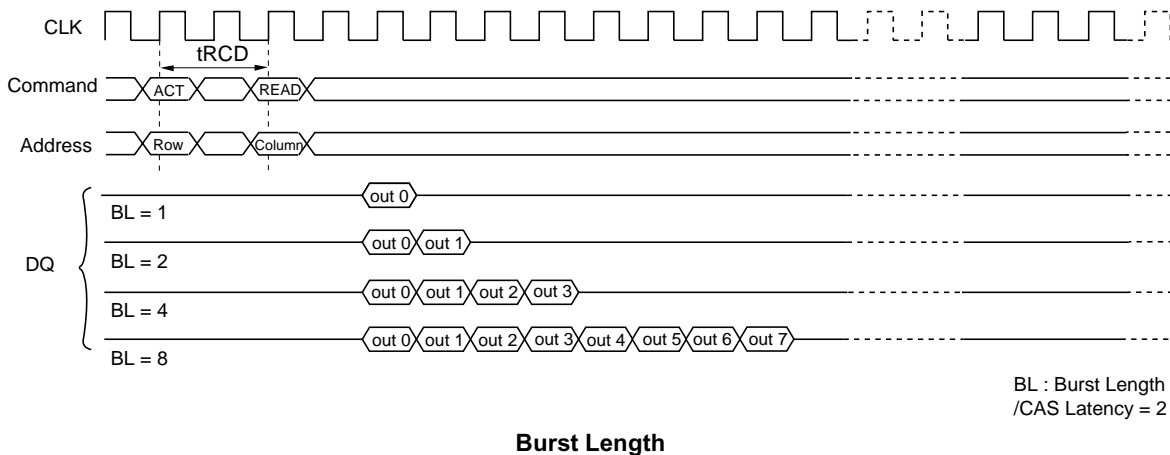 CLK
tRCD
Command ACT READ
Address Row Column
out 0
BL = 1
out 0 out 1
BL = 2
DQ
out 0 out 1 out 2 out 3
BL = 4
out 0 out 1 out 2 out 3 out 4 out 5 out 6 out 7
BL = 8
BL : Burst Length
/CAS Latency = 2
Burst Length